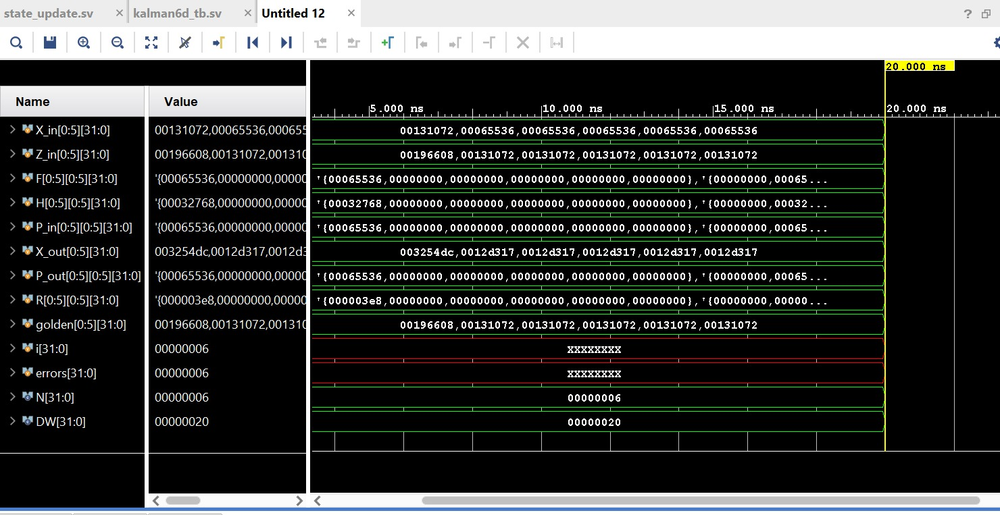 state_update.sv × kalman6d_tb.sv × Untitled 12 × ?
20.000 ns
Name Value 5.000 ns 10.000 ns 15.000 ns 20.000 ns
X_in[0:5][31:0] 00131072,00065536,000655 00131072,00065536,00065536,00065536,00065536,00065536
Z_in[0:5][31:0] 00196608,00131072,001310 00196608,00131072,00131072,00131072,00131072,00131072
F[0:5][0:5][31:0] '{00065536,00000000,00000 '{00065536,00000000,00000000,00000000,00000000,00000000},'{00000000,00065...
H[0:5][0:5][31:0] '{00032768,00000000,00000 '{00032768,00000000,00000000,00000000,00000000,00000000},'{00000000,00032...
P_in[0:5][0:5][31:0] '{00065536,00000000,00000 '{00065536,00000000,00000000,00000000,00000000,00000000},'{00000000,00065...
X_out[0:5][31:0] 003254dc,0012d317,0012d3 003254dc,0012d317,0012d317,0012d317,0012d317,0012d317
P_out[0:5][0:5][31:0] '{00065536,00000000,00000 '{00065536,00000000,00000000,00000000,00000000,00000000},'{00000000,00065...
R[0:5][0:5][31:0] '{000003e8,00000000,00000 '{000003e8,00000000,00000000,00000000,00000000,00000000},'{00000000,00000...
golden[0:5][31:0] 00196608,00131072,001310 00196608,00131072,00131072,00131072,00131072,00131072
i[31:0] 00000006 XXXXXXXX
errors[31:0] 00000006 XXXXXXXX
N[31:0] 00000006 00000006
DW[31:0] 00000020 00000020